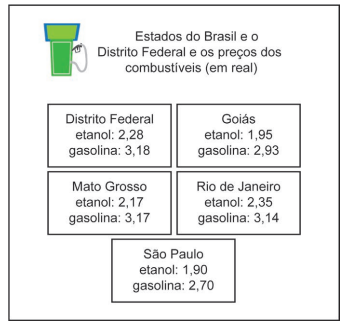 Estados do Brasil e o
Distrito Federal e os preços dos
combustíveis (em real)
Distrito Federal
etanol: 2,28
gasolina: 3,18
Goiás
etanol: 1,95
gasolina: 2,93
Mato Grosso
etanol: 2,17
gasolina: 3,17
Rio de Janeiro
etanol: 2,35
gasolina: 3,14
São Paulo
etanol: 1,90
gasolina: 2,70